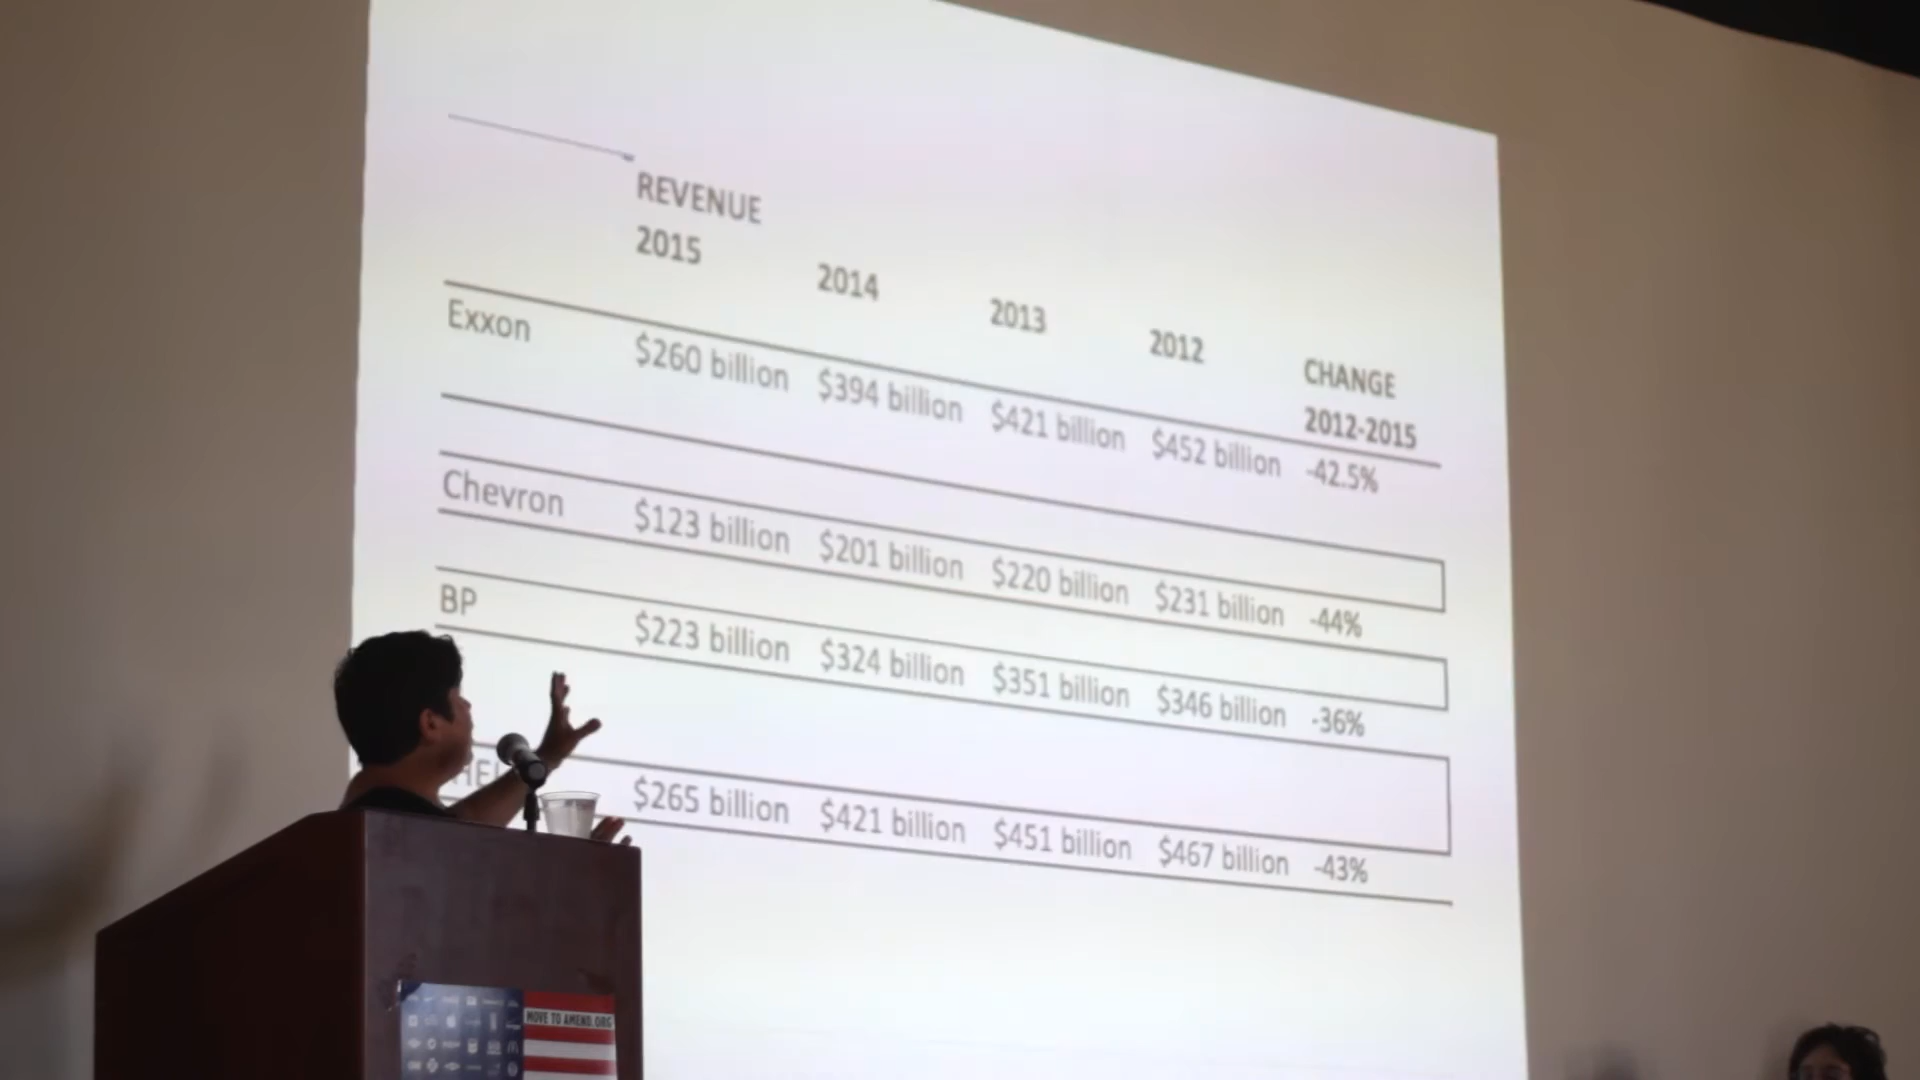 REVENUE
2015 2014 2013 2012 CHANGE
2012-2015
Exxon $260 billion $394 billion $421 billion $452 billion -42.5%
Chevron $123 billion $201 billion $220 billion $231 billion -44%
BP $223 billion $324 billion $351 billion $346 billion -36%
$265 billion $421 billion $451 billion $467 billion -43%
MOVE TO AMEND.ORG